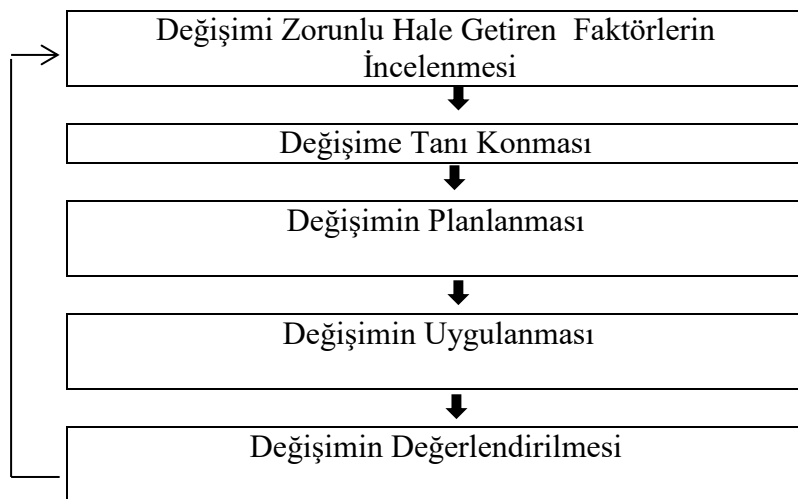 Değişimi Zorunlu Hale Getiren  Faktörlerin
İncelenmesi
Değişime Tanı Konması
Değişimin Planlanması
Değişimin Uygulanması
Değişimin Değerlendirilmesi